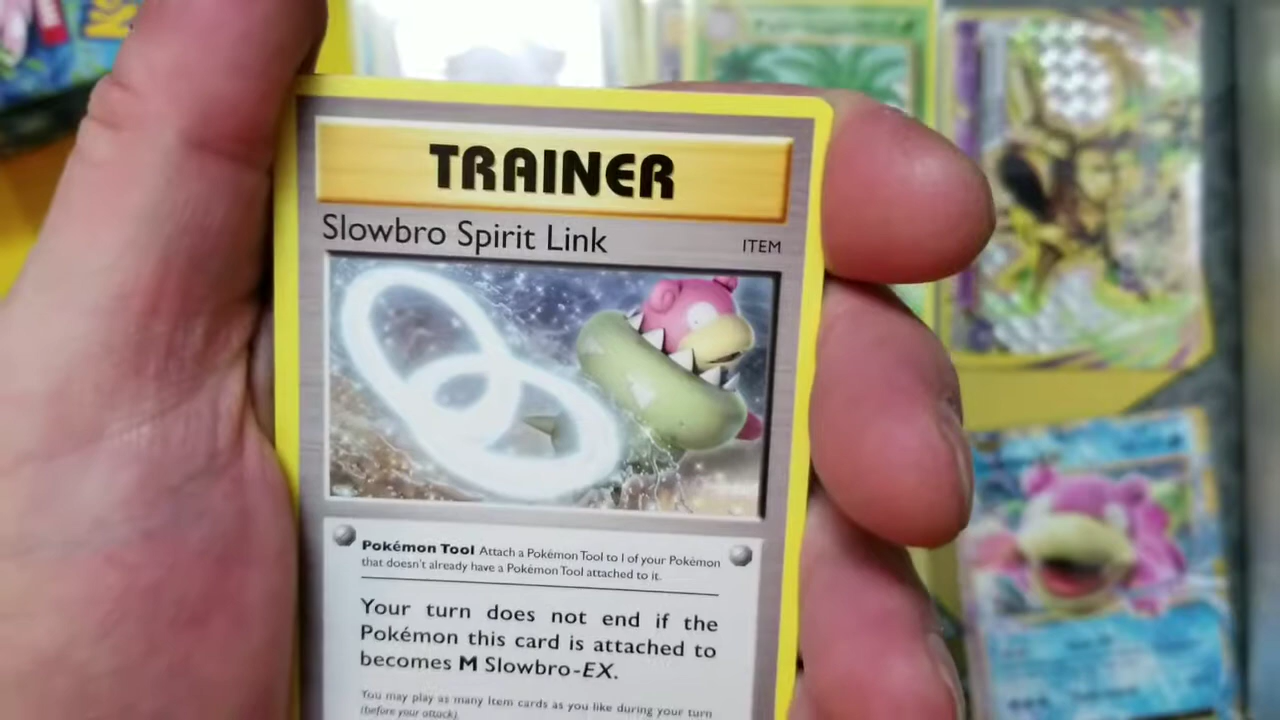 TRAINER
Slowbro Spirit Link
ITEM
Pokémon Tool Attach a Pokémon Tool to 1 of your Pokémon
that doesn't already have a Pokémon Tool attached to it.
Your turn does not end if the
Pokémon this card is attached to
becomes M Slowbro-EX.
You may play as many Item cards as you like during your turn
(before your attack).